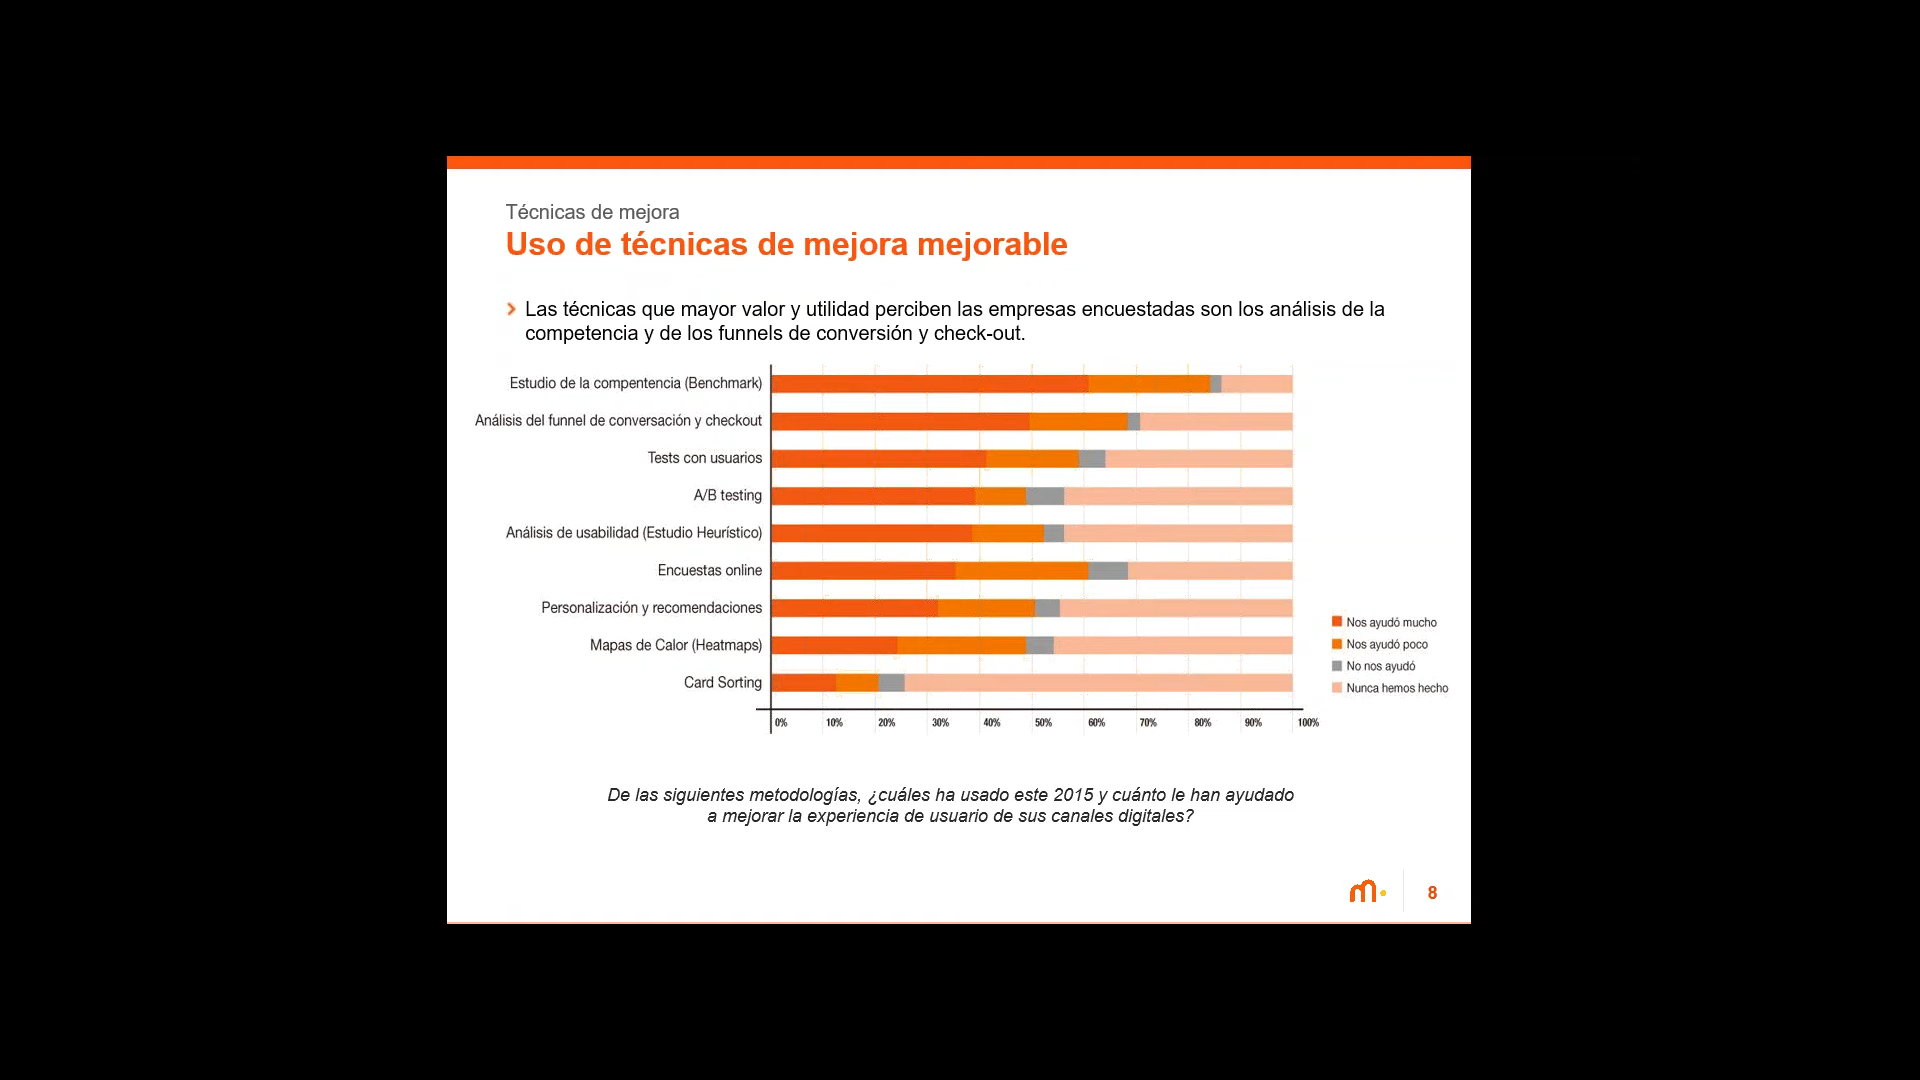 Técnicas de mejora
Uso de técnicas de mejora mejorable
Las técnicas que mayor valor y utilidad perciben las empresas encuestadas son los análisis de la
competencia y de los funnels de conversión y check-out.
Estudio de la compentencia (Benchmark)
Análisis del funnel de conversación y checkout
Tests con usuarios
A/B testing
Análisis de usabilidad (Estudio Heurístico)
Encuestas online
Personalización y recomendaciones
Mapas de Calor (Heatmaps)
Card Sorting
0% 10% 20% 30% 40% 50% 60% 70% 80% 90% 100%
Nos ayudó mucho
Nos ayudó poco
No nos ayudó
Nunca hemos hecho
De las siguientes metodologías, ¿cuáles ha usado este 2015 y cuánto le han ayudado
a mejorar la experiencia de usuario de sus canales digitales?
m
8